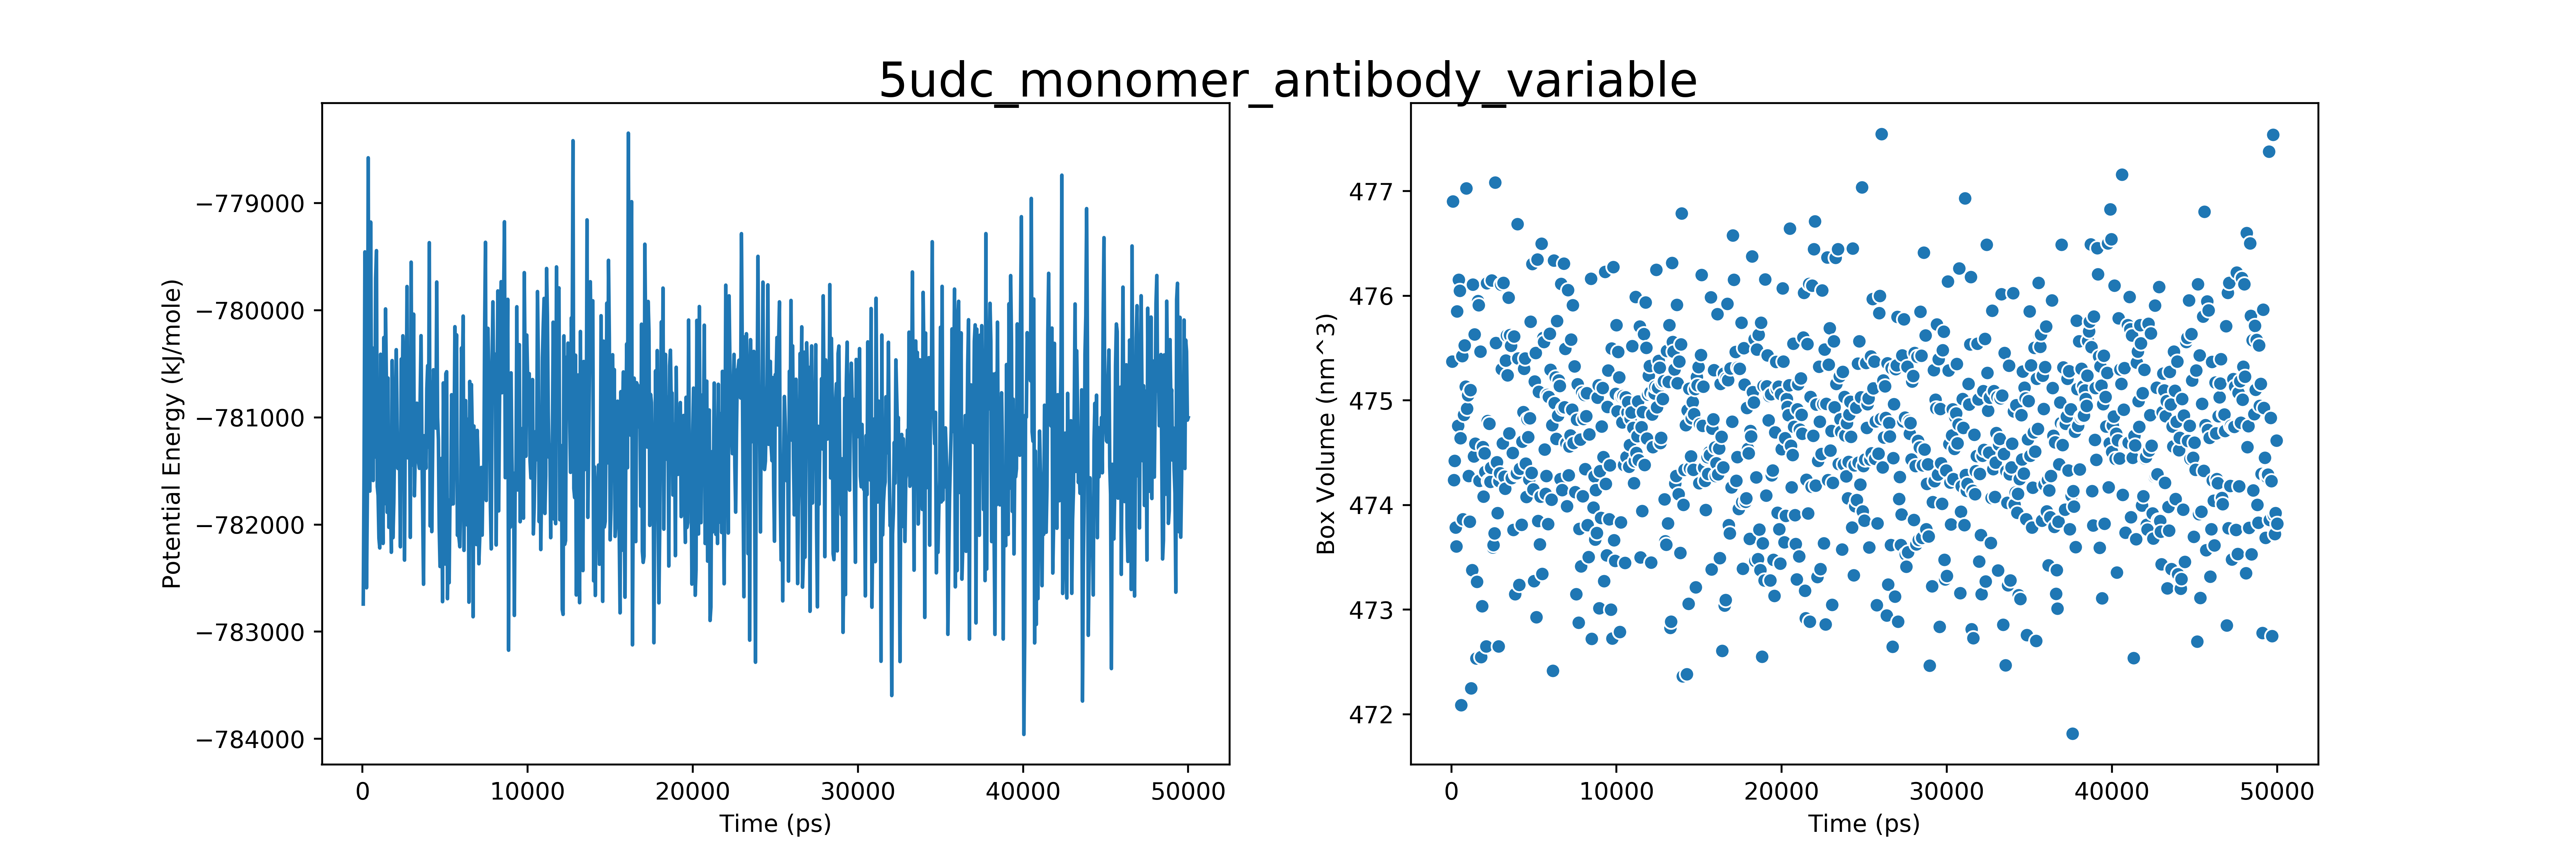 5udc_monomer_antibody_variable
Potential Energy (kJ/mole)
−779000
−780000
−781000
−782000
−783000
−784000
0 10000 20000 30000 40000 50000
Time (ps)
Box Volume (nm^3)
477
476
475
474
473
472
0 10000 20000 30000 40000 50000
Time (ps)